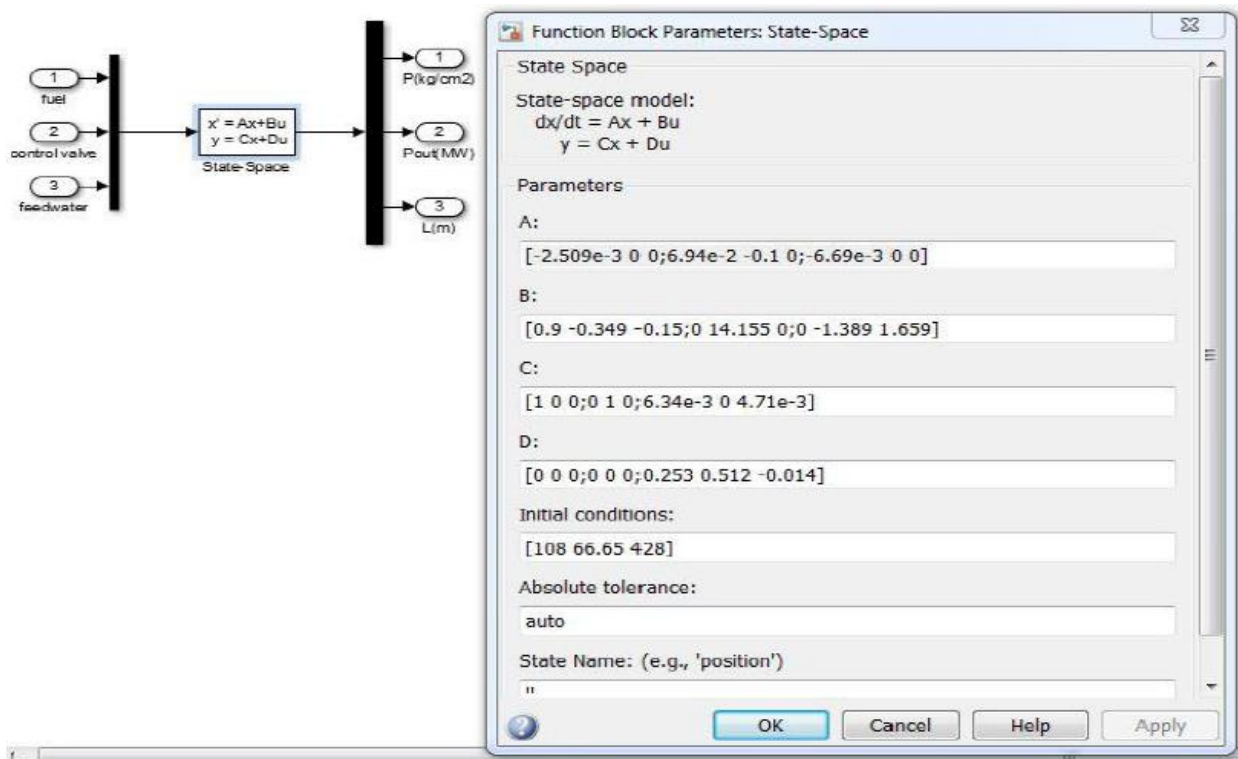 1
fuel
2
control valve
3
feedwater
x' = Ax+Bu
y = Cx+Du
State-Space
1
P(kg/cm2)
2
Pout(MW)
3
L(m)
Function Block Parameters: State-Space
State Space
State-space model:
dx/dt = Ax + Bu
y = Cx + Du
Parameters
A:
[-2.509e-3 0 0;6.94e-2 -0.1 0;-6.69e-3 0 0]
B:
[0.9 -0.349 -0.15;0 14.155 0;0 -1.389 1.659]
C:
[1 0 0;0 1 0;6.34e-3 0 4.71e-3]
D:
[0 0 0;0 0 0;0.253 0.512 -0.014]
Initial conditions:
[108 66.65 428]
Absolute tolerance:
auto
State Name: (e.g., 'position')
''
OK Cancel Help Apply